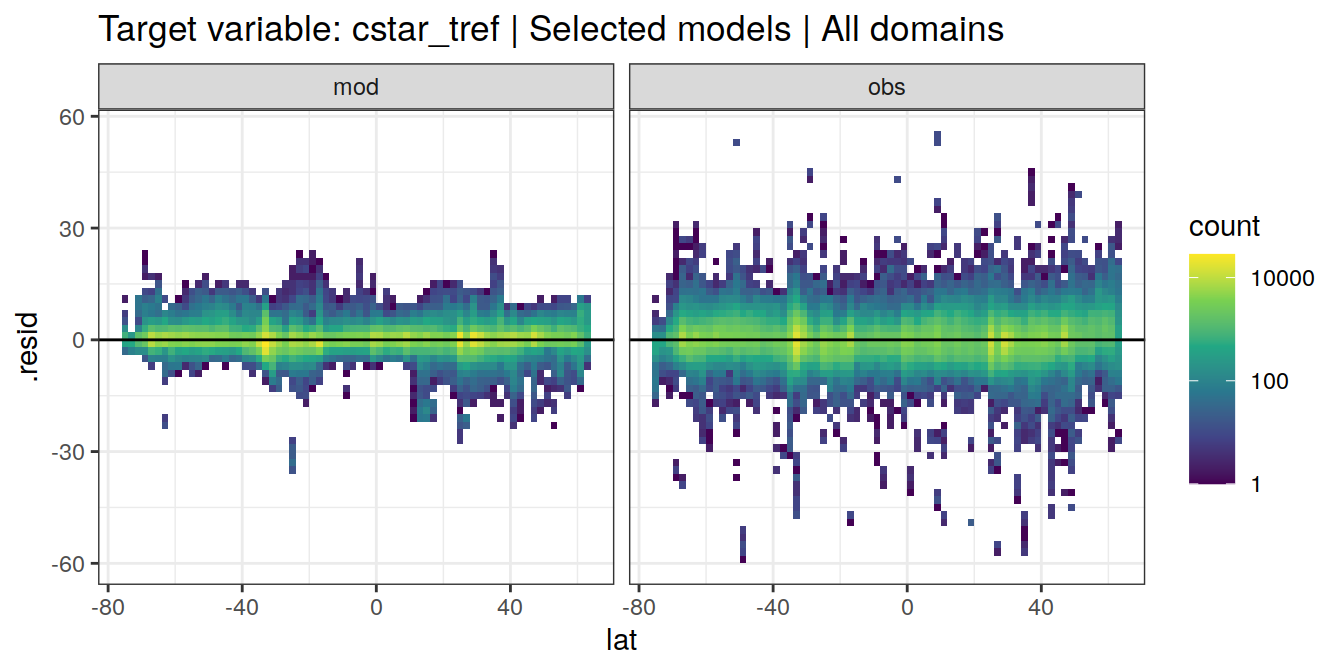 Target variable: cstar_tref | Selected models | All domains
mod
obs
60
30
0
-30
-60
.resid
-80
-40
0
40
-80
-40
0
40
lat
count
10000
100
1